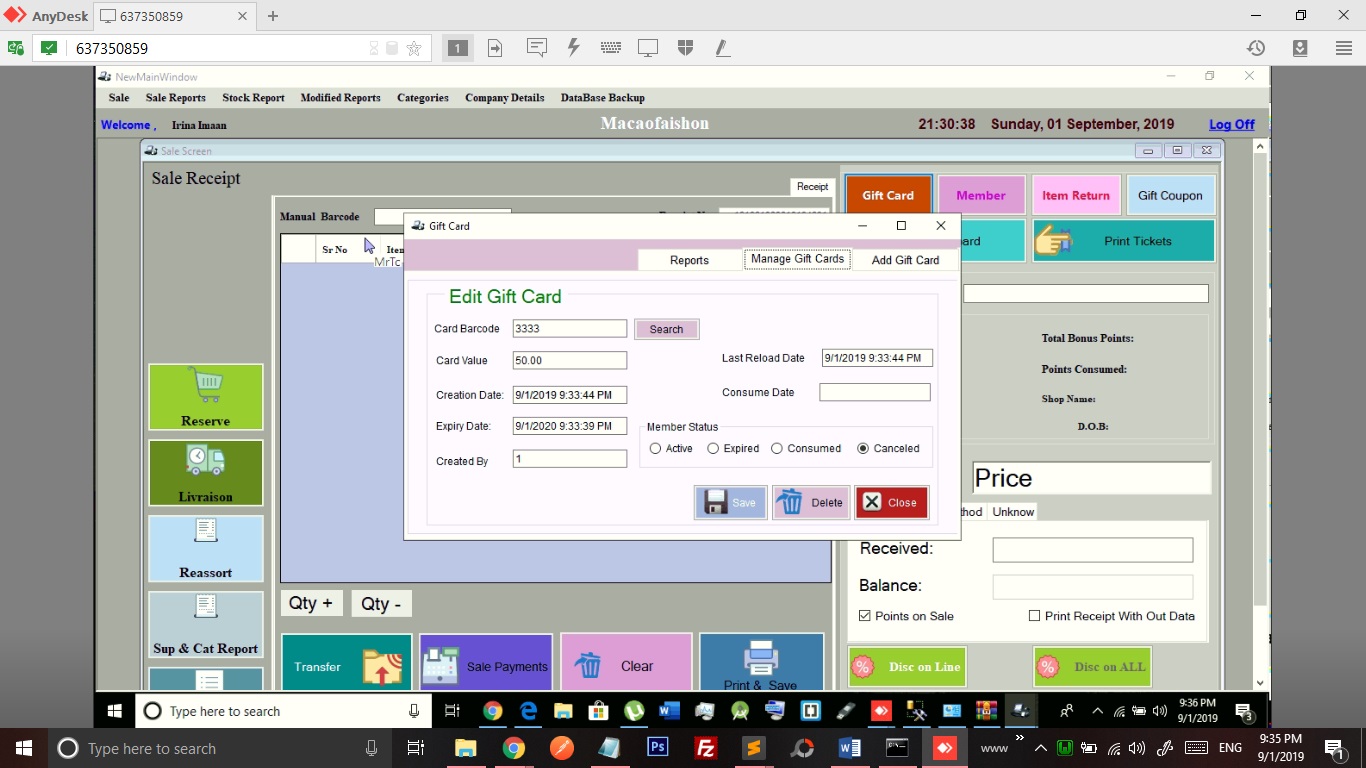 AnyDesk 637350859
637350859 1
NewMainWindow
Sale Sale Reports Stock Report Modified Reports Categories Company Details DataBase Backup
Welcome , Irina Imaan Macaofaishon 21:30:38 Sunday, 01 September, 2019 Log Off
Sale Screen
Sale Receipt
Receipt
Gift Card Member Item Return Gift Coupon
Manual Barcode
Print Tickets
Sr No
MrTc
Gift Card
Reports Manage Gift Cards Add Gift Card
Edit Gift Card
Card Barcode 3333 Search
Card Value 50.00 Last Reload Date 9/1/2019 9:33:44 PM
Creation Date: 9/1/2019 9:33:44 PM Consume Date
Expiry Date: 9/1/2020 9:33:39 PM Member Status
Active Expired Consumed Canceled
Created By 1
Save Delete Close
Total Bonus Points:
Points Consumed:
Shop Name:
D.O.B:
Price
Unknow
Received:
Balance:
Points on Sale Print Receipt With Out Data
Reserve
Livraison
Reassort
Sup & Cat Report
Qty + Qty -
Transfer Sale Payments Clear Print & Save
Disc on Line Disc on ALL
Type here to search 9:36 PM
9/1/2019 3
Type here to search Ps www ENG 9:35 PM
9/1/2019 1